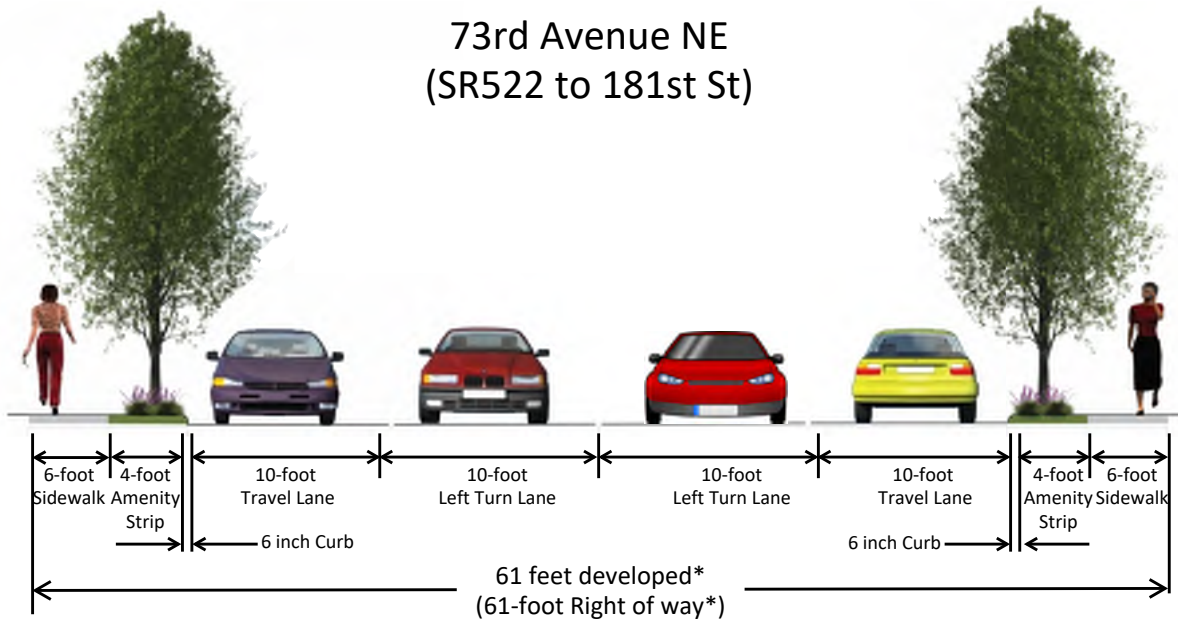 73rd Avenue NE
(SR522 to 181st St)
6-foot
Sidewalk
4-foot
Amenity
Strip
10-foot
Travel Lane
10-foot
Left Turn Lane
10-foot
Left Turn Lane
10-foot
Travel Lane
4-foot
Amenity
Strip
6-foot
Sidewalk
6 inch Curb
6 inch Curb
61 feet developed*
(61-foot Right of way*)